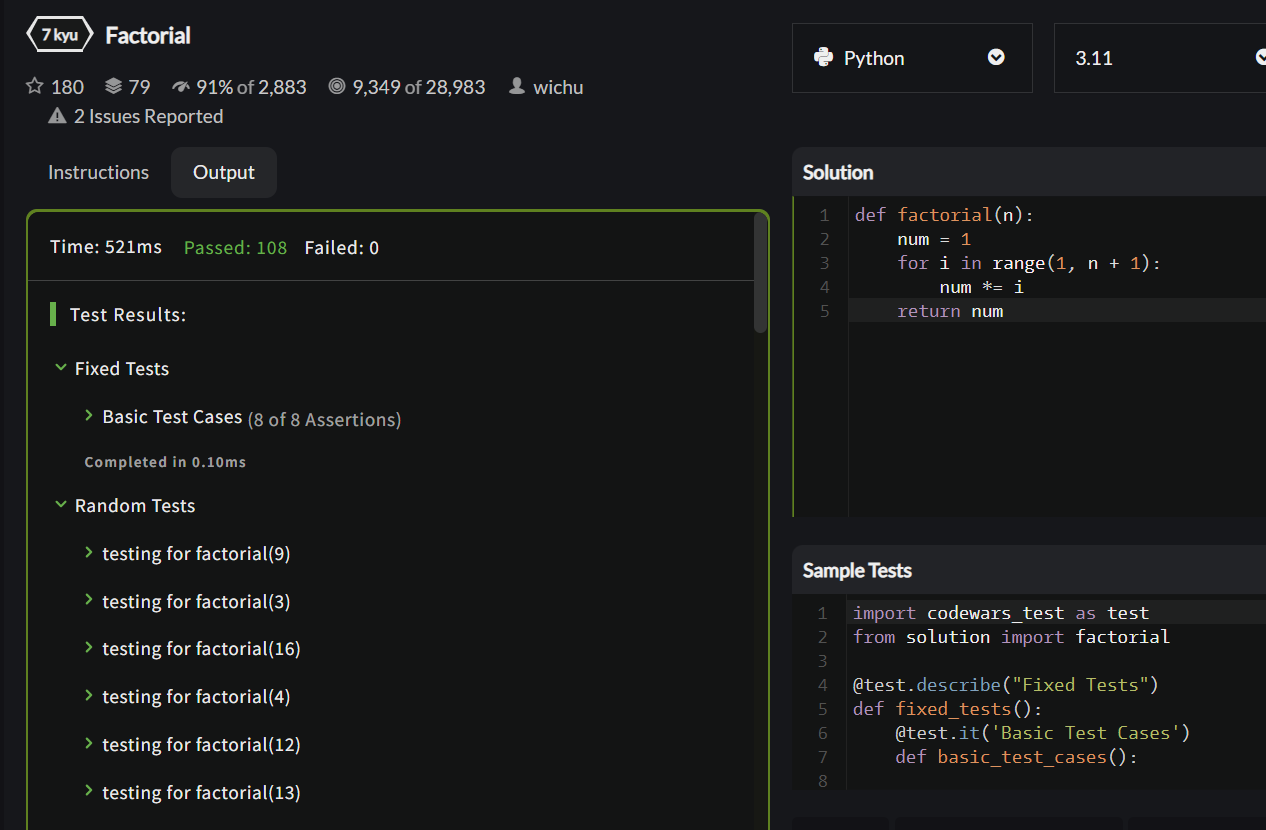 7 kyu Factorial
180 79 91% of 2,883 9,349 of 28,983 wichu
2 Issues Reported
Instructions Output
Time: 521ms Passed: 108 Failed: 0
Test Results:
Fixed Tests
Basic Test Cases (8 of 8 Assertions)
Completed in 0.10ms
Random Tests
testing for factorial(9)
testing for factorial(3)
testing for factorial(16)
testing for factorial(4)
testing for factorial(12)
testing for factorial(13)
Python 3.11
Solution
1 def factorial(n):
2     num = 1
3     for i in range(1, n + 1):
4         num *= i
5     return num
Sample Tests
1 import codewars_test as test
2 from solution import factorial
3
4 @test.describe("Fixed Tests")
5 def fixed_tests():
6     @test.it('Basic Test Cases')
7     def basic_test_cases():
8